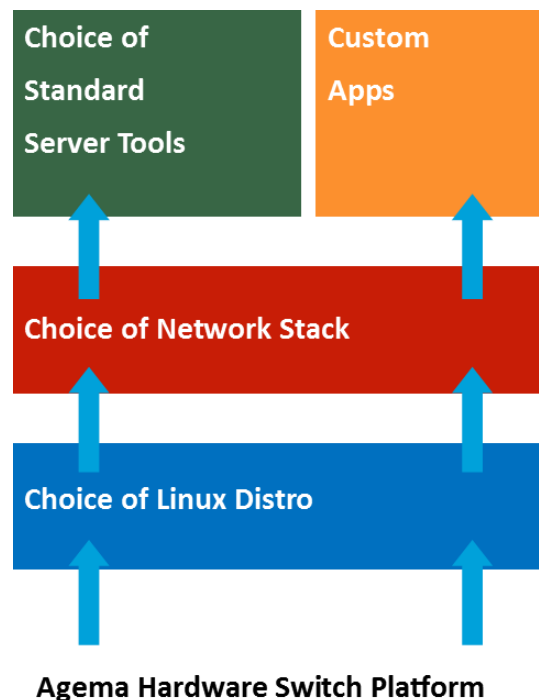 Choice of
Standard
Server Tools
Custom
Apps
Choice of Network Stack
Choice of Linux Distro
Agema Hardware Switch Platform